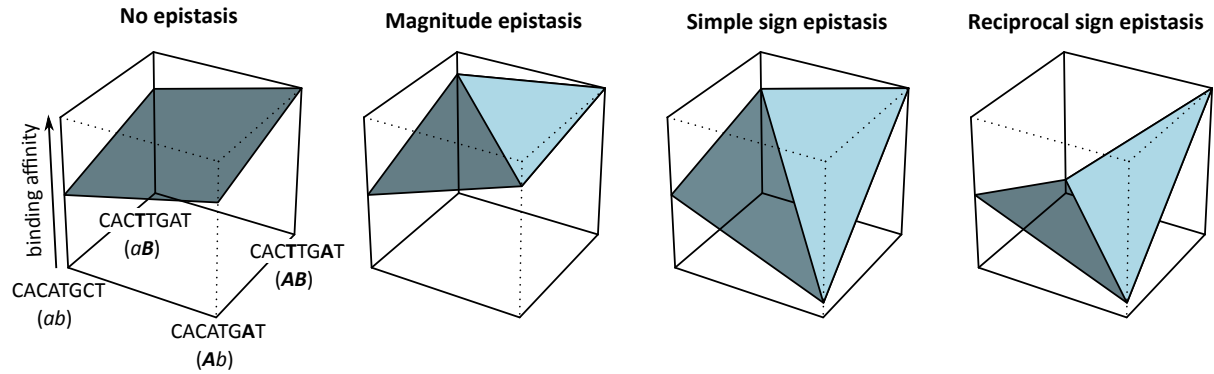 No epistasis
Magnitude epistasis
Simple sign epistasis
Reciprocal sign epistasis
binding affinity
CACTTGAT
(aB)
CACTTGAT
(AB)
CACATGCT
(ab)
CACATGAT
(Ab)